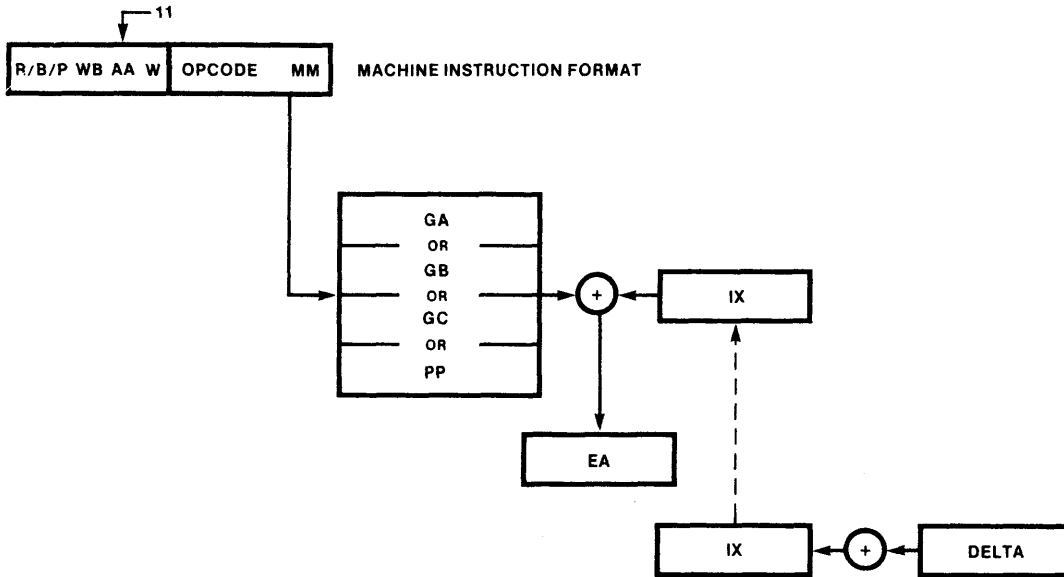 11
R/B/P WB AA W OPCODE MM MACHINE INSTRUCTION FORMAT
GA
OR
GB
OR
GC
OR
PP
+ IX
EA
IX + DELTA